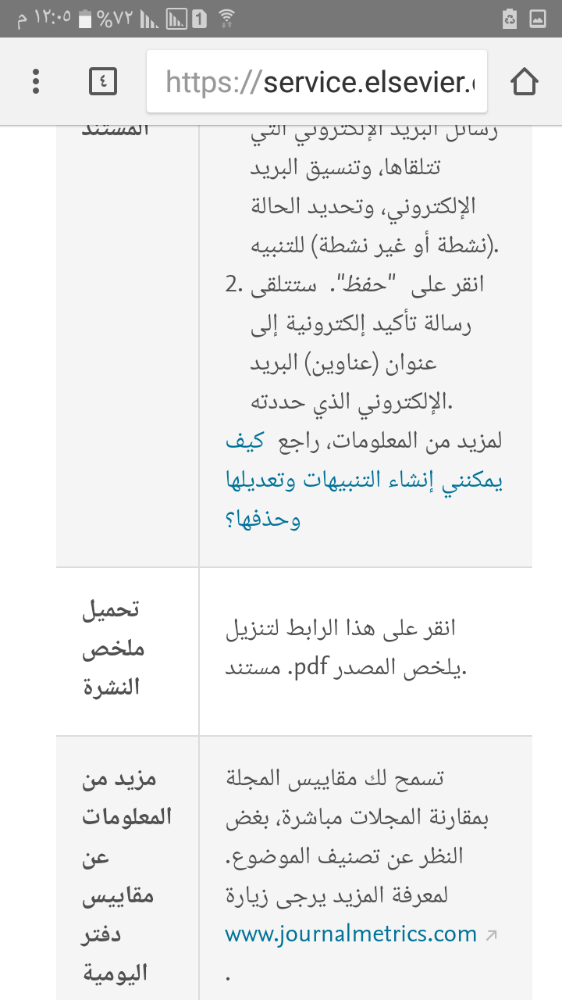 ١٢:٠٥ م
%٧٢
1
٤
https://service.elsevier.
المستند
رسائل البريد الإلكتروني التي
تتلقاها، وتنسيق البريد
الإلكتروني، وتحديد الحالة
(نشطة أو غير نشطة) للتنبيه.
2. انقر على "حفظ". ستتلقى
رسالة تأكيد إلكترونية إلى
عنوان (عناوين) البريد
الإلكتروني الذي حددته.
لمزيد من المعلومات، راجع كيف
يمكنني إنشاء التنبيهات وتعديلها
وحذفها؟
تحميل
ملخص
النشرة
انقر على هذا الرابط لتنزيل
مستند .pdf يلخص المصدر.
مزيد من
المعلومات
عن
مقاييس
دفتر
اليومية
تسمح لك مقاييس المجلة
بمقارنة المجلات مباشرة، بغض
النظر عن تصنيف الموضوع.
لمعرفة المزيد يرجى زيارة
www.journalmetrics.com
.